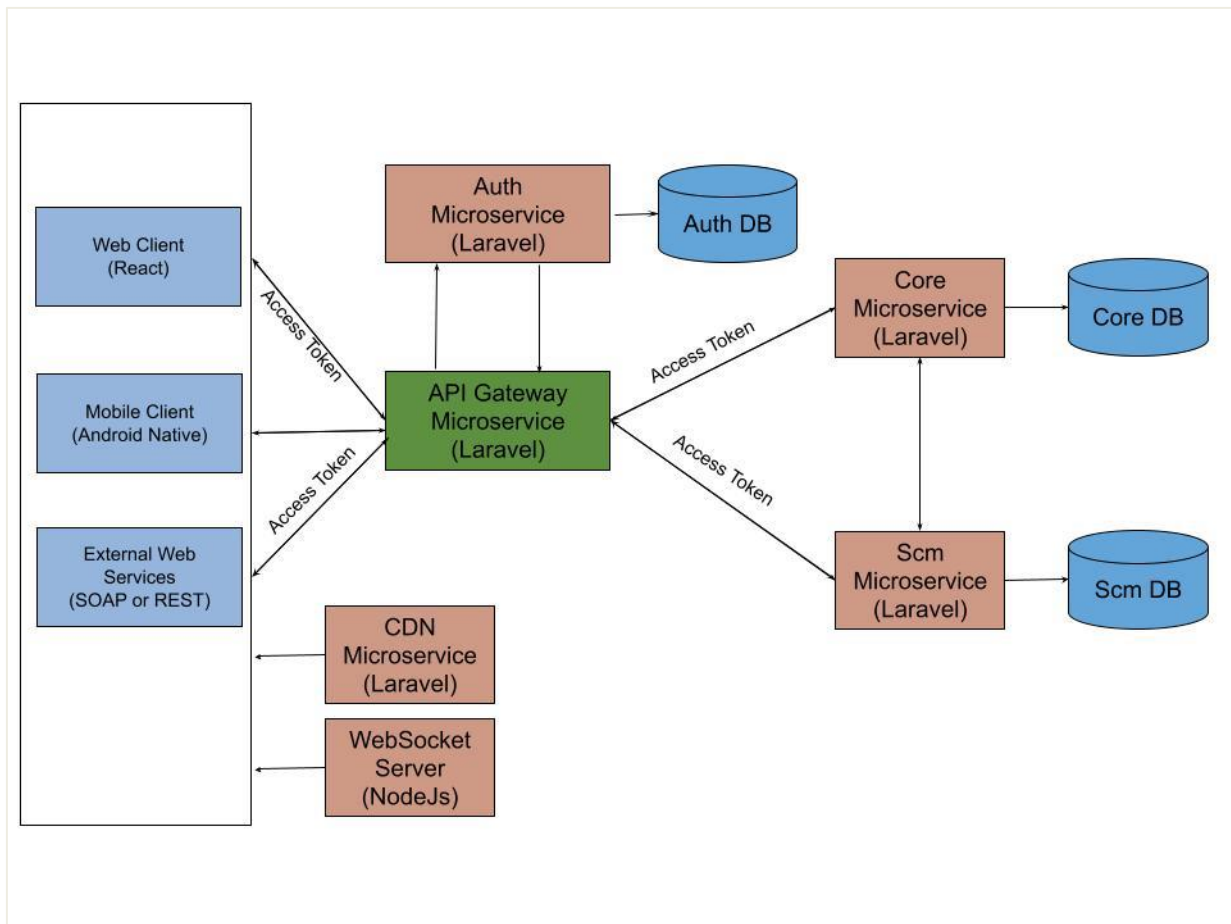 Web Client
(React)
Mobile Client
(Android Native)
External Web
Services
(SOAP or REST)
Access Token
Access Token
Auth
Microservice
(Laravel)
Auth DB
API Gateway
Microservice
(Laravel)
CDN
Microservice
(Laravel)
WebSocket
Server
(NodeJs)
Access Token
Access Token
Core
Microservice
(Laravel)
Core DB
Scm
Microservice
(Laravel)
Scm DB